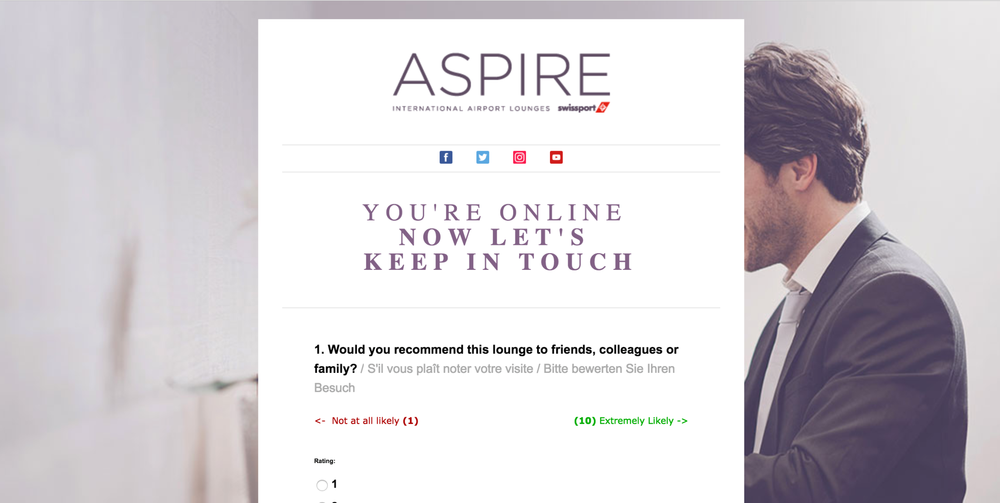 ASPIRE
INTERNATIONAL AIRPORT LOUNGES swissport
YOU'RE ONLINE
NOW LET'S
KEEP IN TOUCH
1. Would you recommend this lounge to friends, colleagues or
family? / S'il vous plaît noter votre visite / Bitte bewerten Sie Ihren
Besuch
<- Not at all likely (1)
(10) Extremely Likely ->
Rating:
1